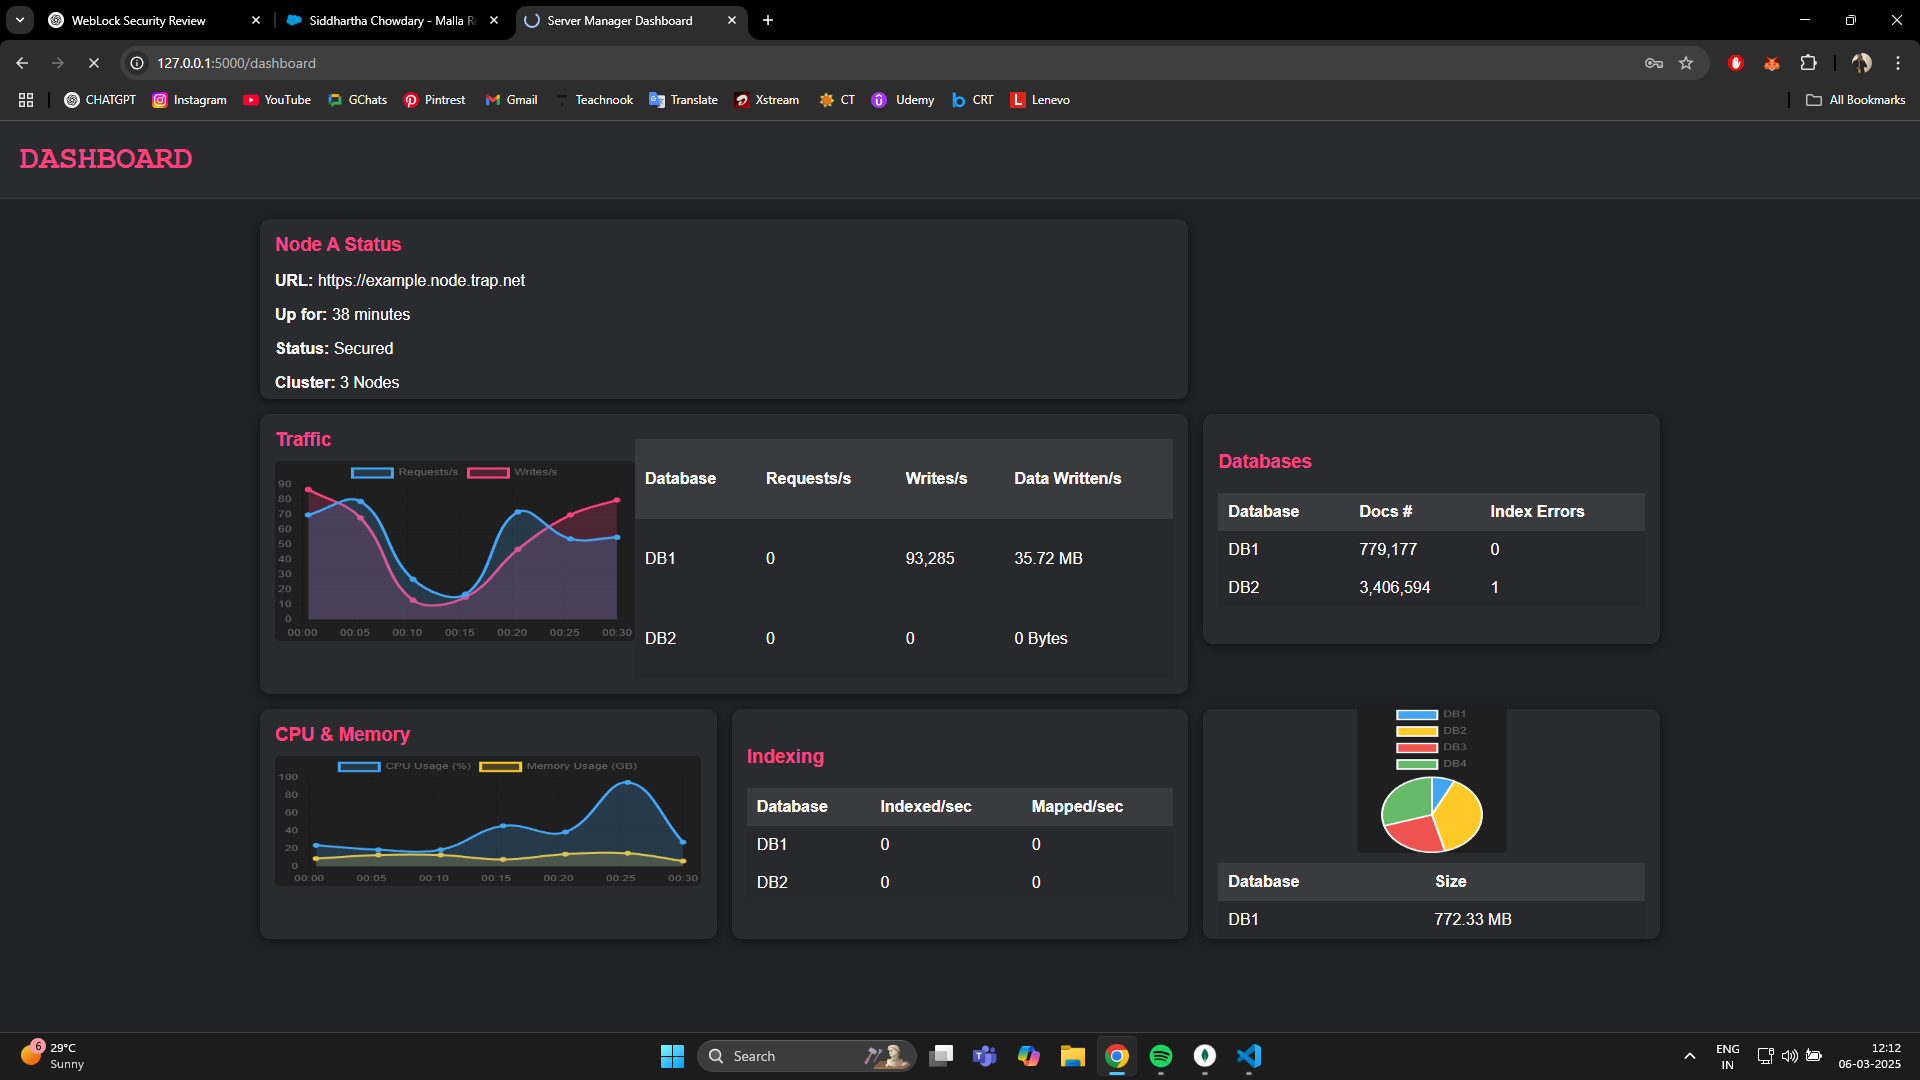 WebLock Security Review
Siddhartha Chowdary - Malla R
Server Manager Dashboard
127.0.0.1:5000/dashboard
CHATGPT Instagram YouTube GChats Pintrest Gmail Teachnook Translate Xstream CT Udemy CRT Lenevo All Bookmarks
DASHBOARD
Node A Status
URL: https://example.node.trap.net
Up for: 38 minutes
Status: Secured
Cluster: 3 Nodes
Traffic
Requests/s Writes/s
90
80
70
60
50
40
30
20
10
0
00:00 00:05 00:10 00:15 00:20 00:25 00:30
Database Requests/s Writes/s Data Written/s
DB1 0 93,285 35.72 MB
DB2 0 0 0 Bytes
Databases
Database Docs # Index Errors
DB1 779,177 0
DB2 3,406,594 1
CPU & Memory
CPU Usage (%) Memory Usage (GB)
100
80
60
40
20
0
00:00 00:05 00:10 00:15 00:20 00:25 00:30
Indexing
Database Indexed/sec Mapped/sec
DB1 0 0
DB2 0 0
DB1
DB2
DB3
DB4
Database Size
DB1 772.33 MB
6
29°C
Sunny
Search
ENG
IN
12:12
06-03-2025